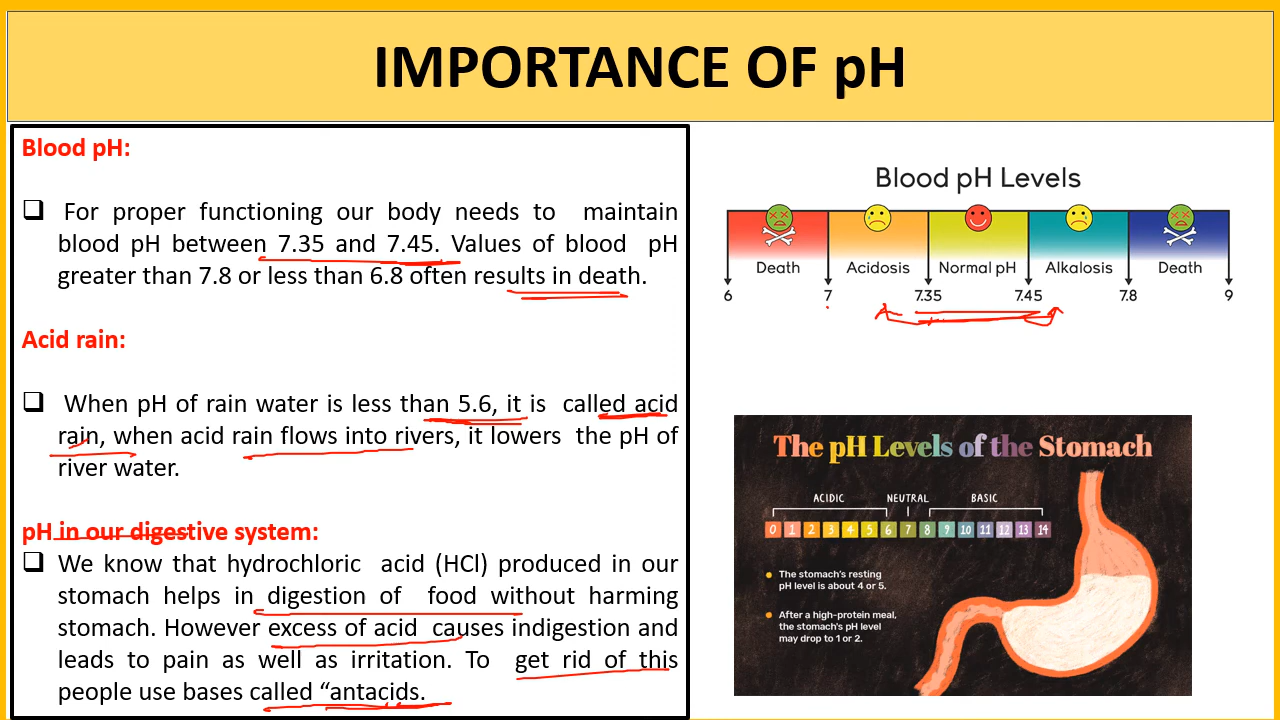 IMPORTANCE OF pH
Blood pH:
For proper functioning our body needs to maintain
blood pH between 7.35 and 7.45. Values of blood pH
greater than 7.8 or less than 6.8 often results in death.
Acid rain:
When pH of rain water is less than 5.6, it is called acid
rain, when acid rain flows into rivers, it lowers the pH of
river water.
pH in our digestive system:
We know that hydrochloric acid (HCl) produced in our
stomach helps in digestion of food without harming
stomach. However excess of acid causes indigestion and
leads to pain as well as irritation. To get rid of this
people use bases called “antacids.
Blood pH Levels
Death Acidosis Normal pH Alkalosis Death
6 7 7.35 7.45 7.8 9
The pH Levels of the Stomach
ACIDIC NEUTRAL BASIC
0 1 2 3 4 5 6 7 8 9 10 11 12 13 14
The stomach's resting
pH level is about 4 or 5.
After a high-protein meal,
the stomach's pH level
may drop to 1 or 2.